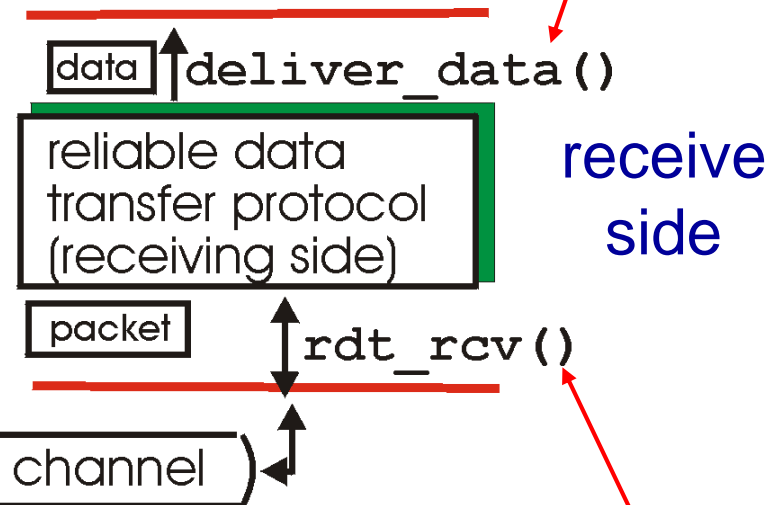 data deliver_data()
reliable data
transfer protocol
(receiving side)
receive
side
packet
rdt_rcv()
channel